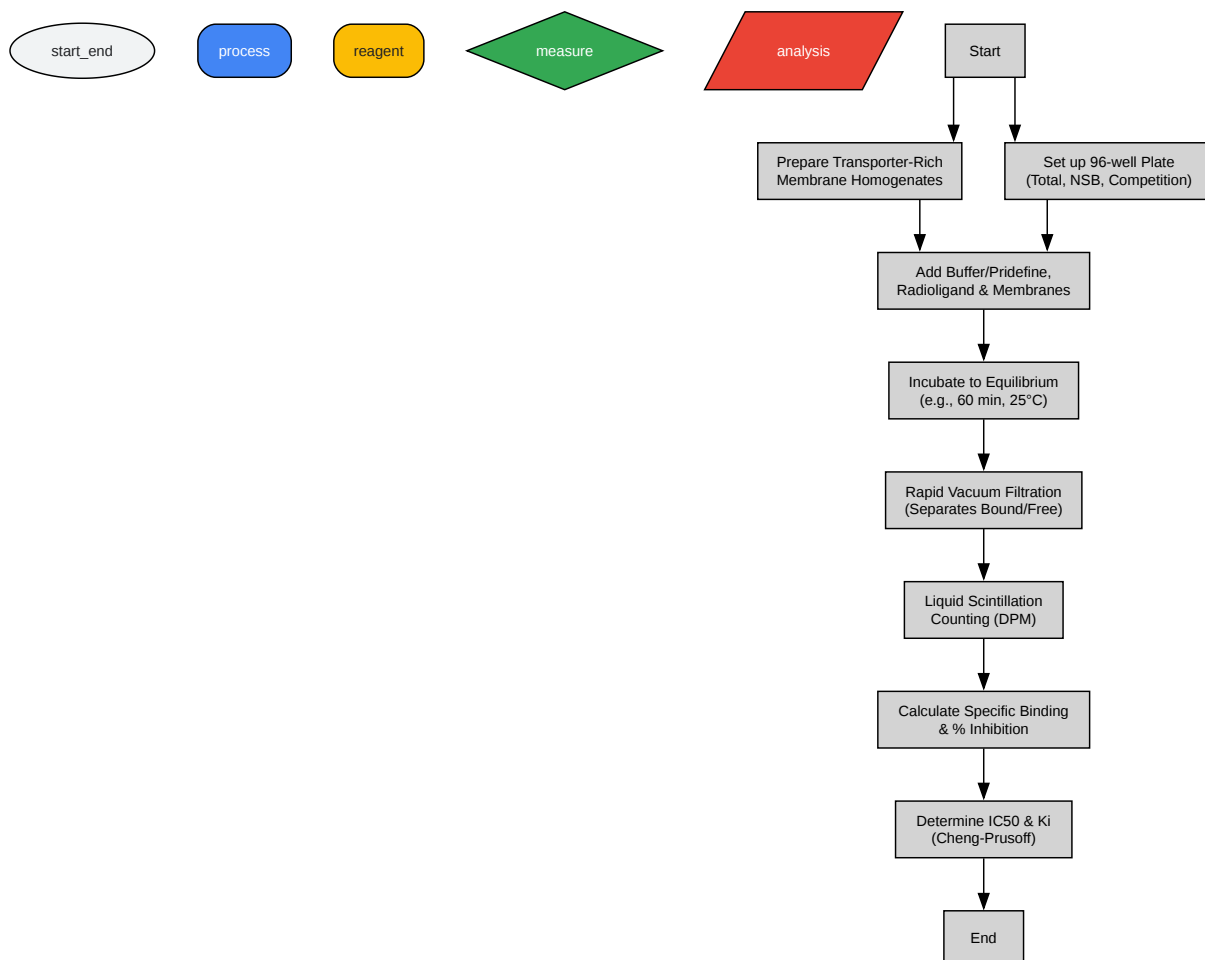 start_end
process
reagent
measure
analysis
Start
Prepare Transporter-Rich
Membrane Homogenates
Set up 96-well Plate
(Total, NSB, Competition)
Add Buffer/Pridefine,
Radioligand & Membranes
Incubate to Equilibrium
(e.g., 60 min, 25°C)
Rapid Vacuum Filtration
(Separates Bound/Free)
Liquid Scintillation
Counting (DPM)
Calculate Specific Binding
& % Inhibition
Determine IC50 & Ki
(Cheng-Prusoff)
End